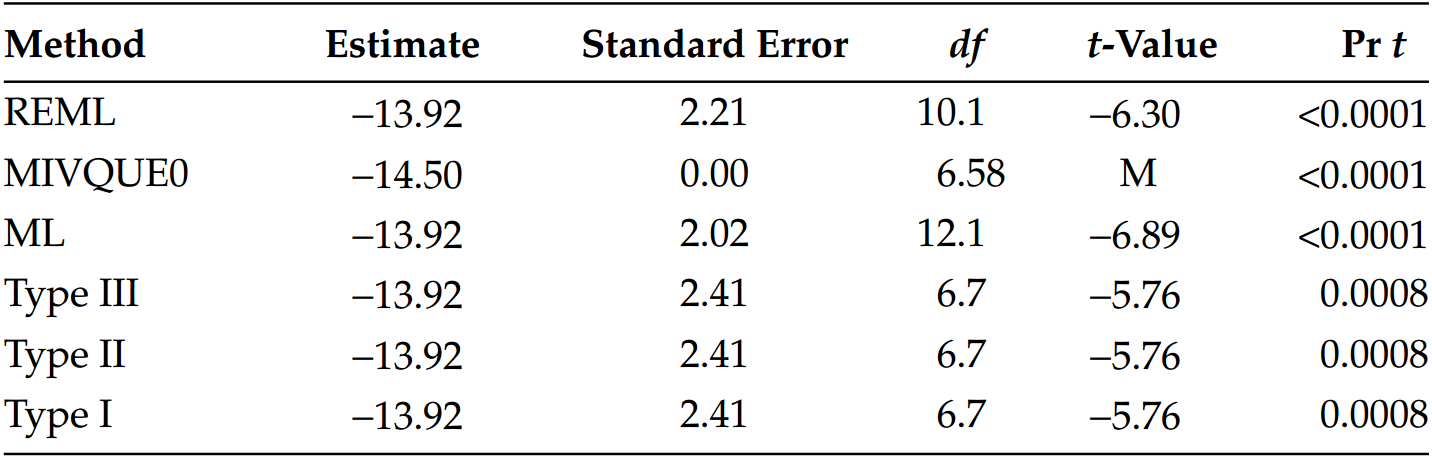 Method Estimate Standard Error df t-Value Pr t
REML –13.92 2.21 10.1 –6.30 <0.0001
MIVQUE0 –14.50 0.00 6.58 M <0.0001
ML –13.92 2.02 12.1 –6.89 <0.0001
Type III –13.92 2.41 6.7 –5.76 0.0008
Type II –13.92 2.41 6.7 –5.76 0.0008
Type I –13.92 2.41 6.7 –5.76 0.0008